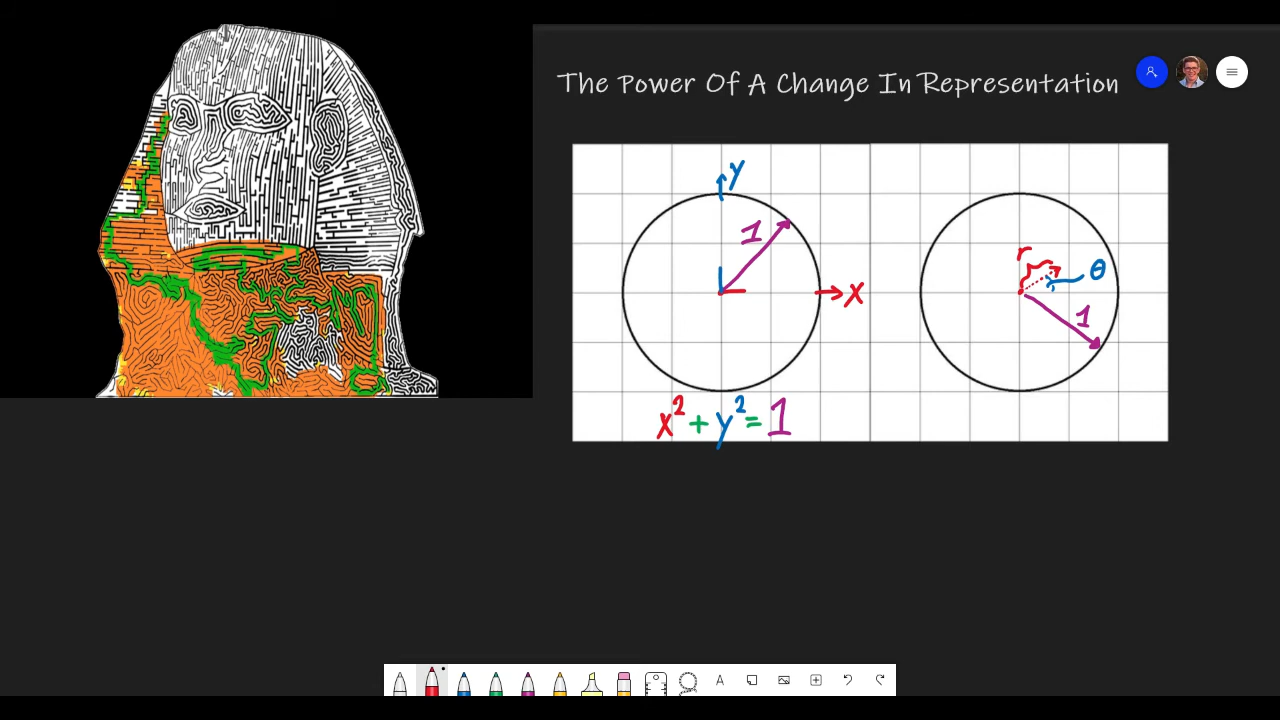 The Power Of A Change In Representation
y
1
x
r
θ
1
x² + y² = 1
A